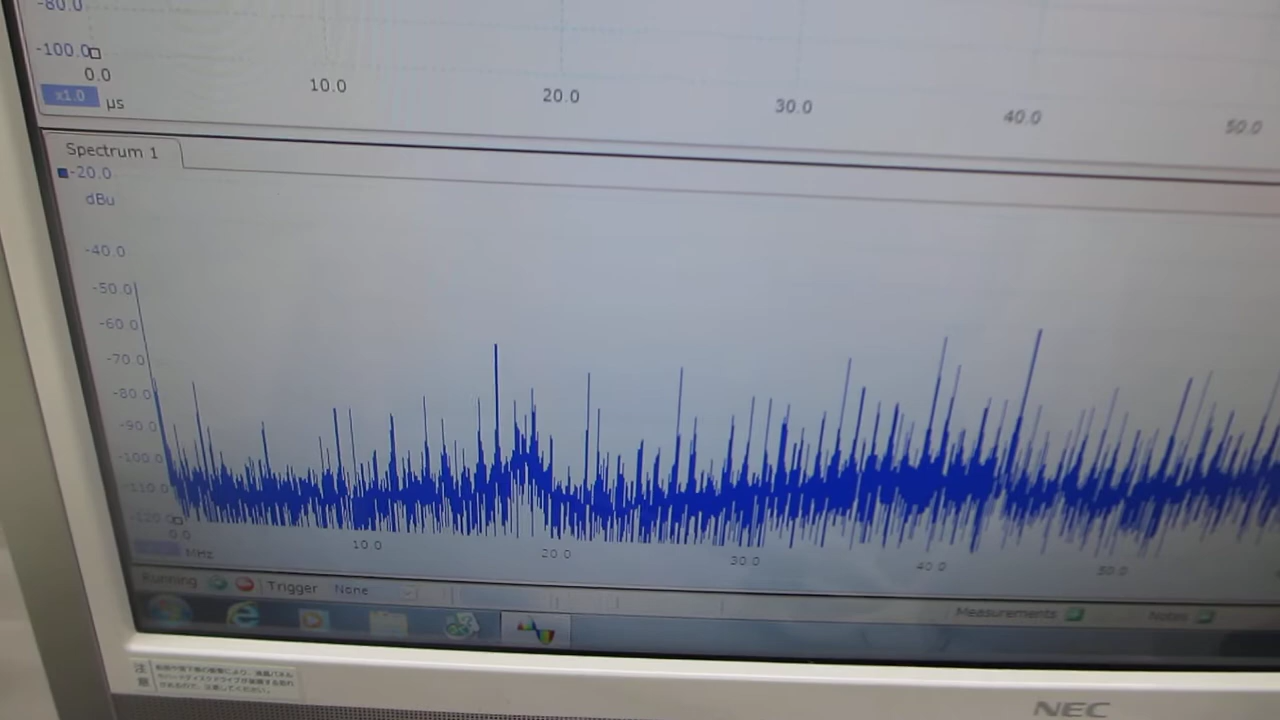 -80.0
-100.0
0.0 10.0 20.0 30.0 40.0 50.0
x1.0 µs
Spectrum 1
-20.0
dBu
-40.0
-50.0
-60.0
-70.0
-80.0
-90.0
-100.0
-110.0
-120.0
0.0 10.0 20.0 30.0 40.0 50.0
MHz
Running Trigger None Measurements Notes
注意
NEC